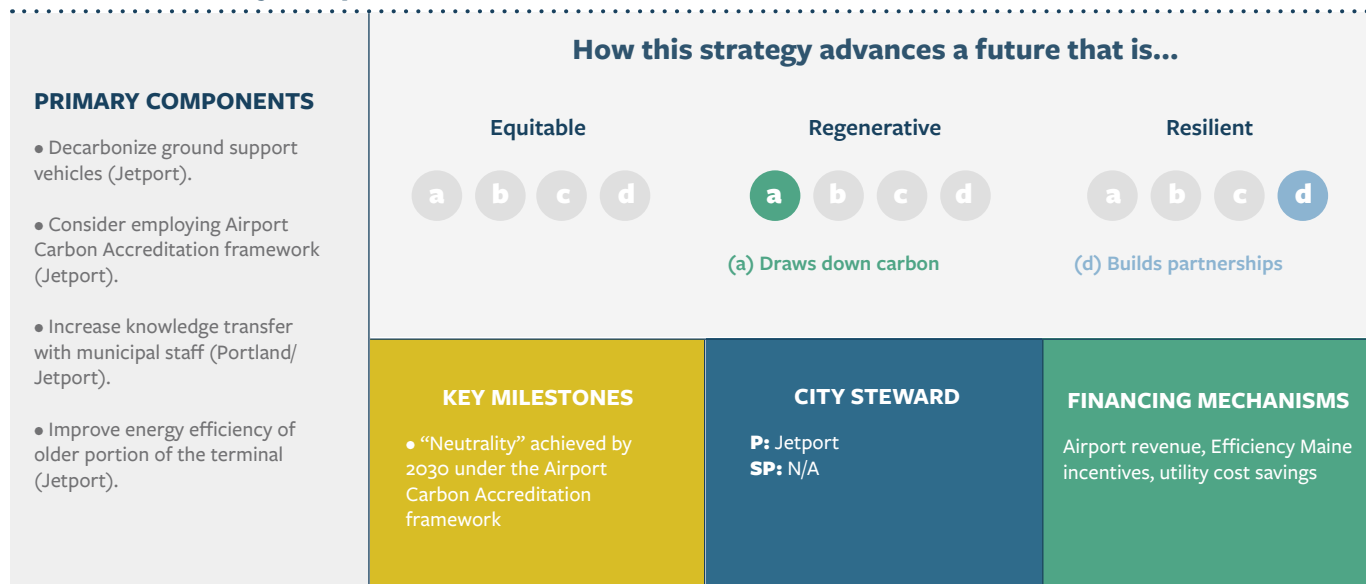 PRIMARY COMPONENTS
● Decarbonize ground support
vehicles (Jetport).
● Consider employing Airport
Carbon Accreditation framework
(Jetport).
● Increase knowledge transfer
with municipal staff (Portland/
Jetport).
● Improve energy efficiency of
older portion of the terminal
(Jetport).
How this strategy advances a future that is...
Equitable
a b c d
Regenerative
a b c d
(a) Draws down carbon
Resilient
a b c d
(d) Builds partnerships
KEY MILESTONES
● “Neutrality” achieved by
2030 under the Airport
Carbon Accreditation
framework
CITY STEWARD
P: Jetport
SP: N/A
FINANCING MECHANISMS
Airport revenue, Efficiency Maine
incentives, utility cost savings